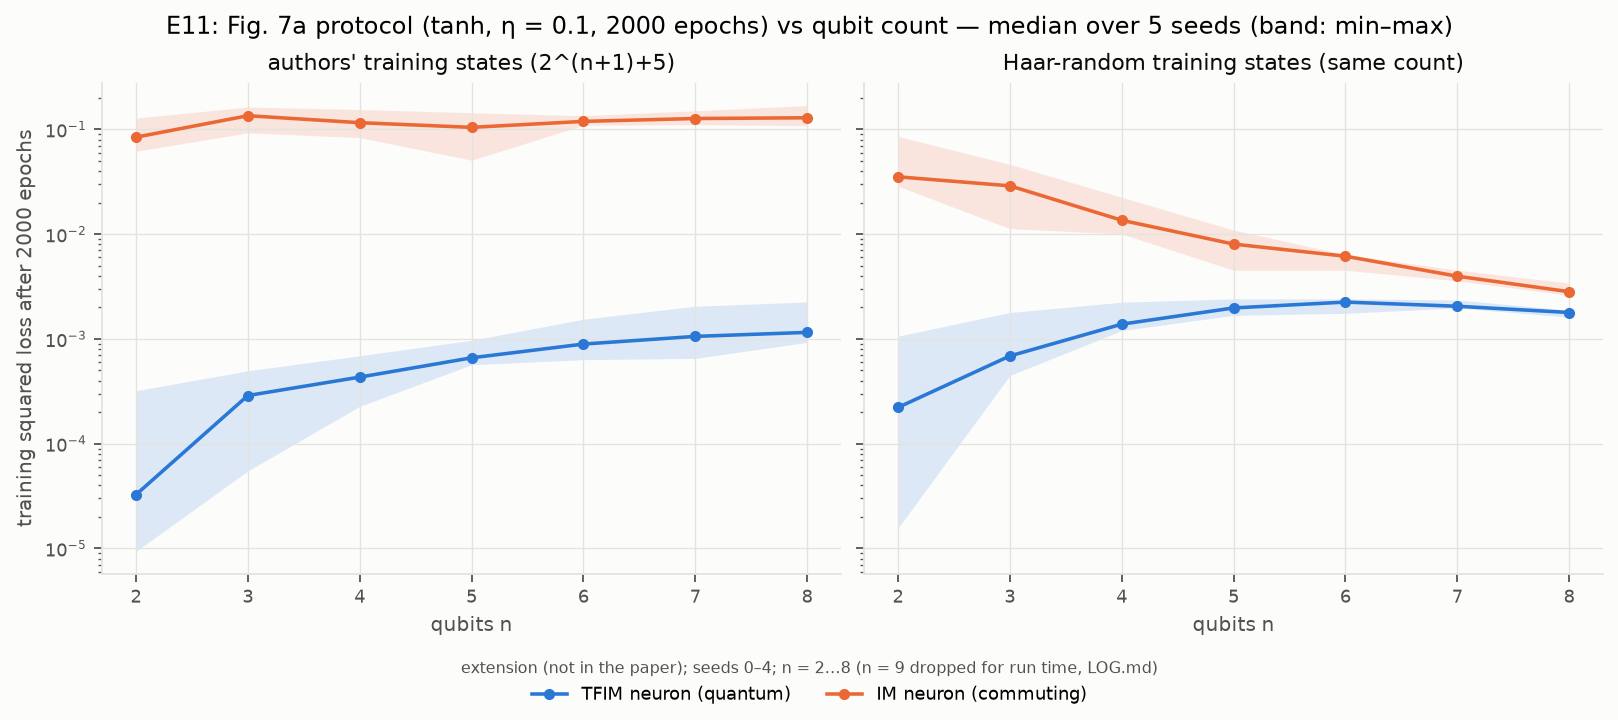 E11: Fig. 7a protocol (tanh, η = 0.1, 2000 epochs) vs qubit count — median over 5 seeds (band: min–max)
authors' training states (2^(n+1)+5)
Haar-random training states (same count)
training squared loss after 2000 epochs
10⁻¹
10⁻²
10⁻³
10⁻⁴
10⁻⁵
2 3 4 5 6 7 8
2 3 4 5 6 7 8
qubits n
qubits n
extension (not in the paper); seeds 0–4; n = 2…8 (n = 9 dropped for run time, LOG.md)
TFIM neuron (quantum)
IM neuron (commuting)